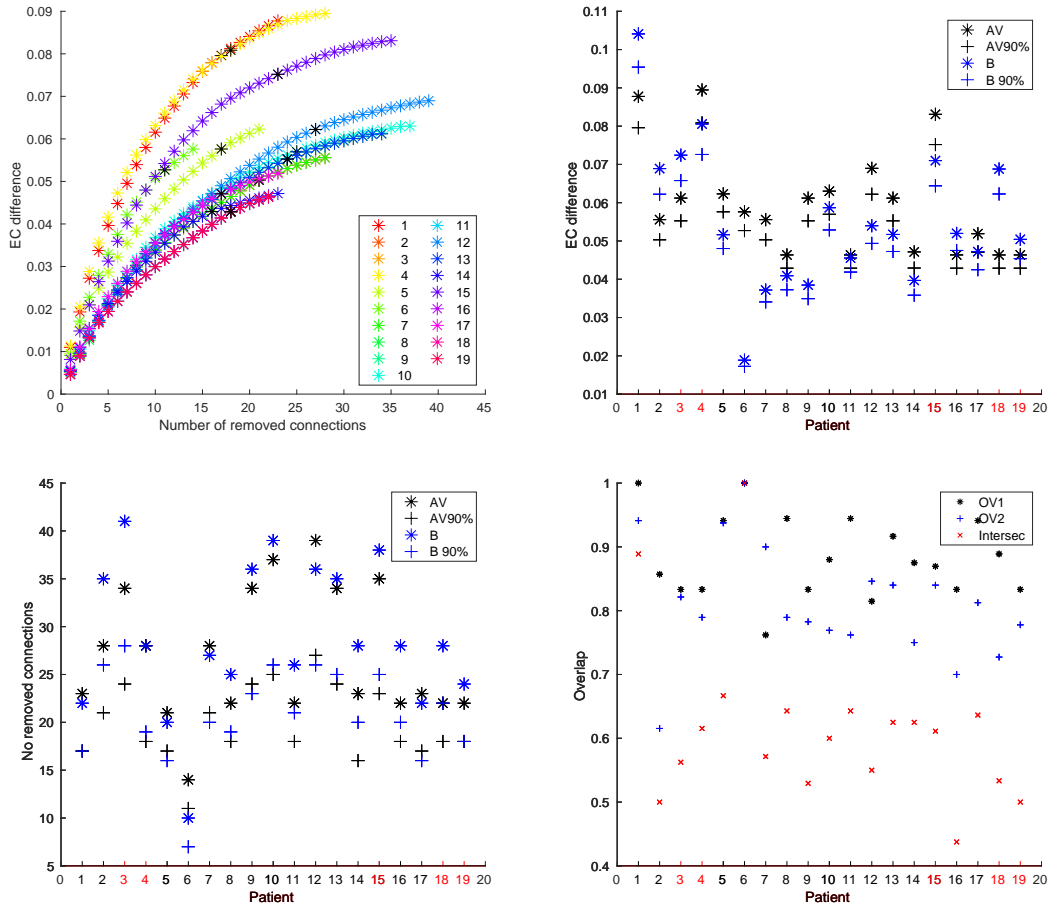 0.09
0.08
0.07
0.06
0.05
0.04
0.03
0.02
0.01
0
EC difference
0 5 10 15 20 25 30 35 40 45
Number of removed connections
1 11
2 12
3 13
4 14
5 15
6 16
7 17
8 18
9 19
10
0.11
0.1
0.09
0.08
0.07
0.06
0.05
0.04
0.03
0.02
0.01
EC difference
0 1 2 3 4 5 6 7 8 9 10 11 12 13 14 15 16 17 18 19 20
Patient
AV
AV90%
B
B 90%
45
40
35
30
25
20
15
10
5
No removed connections
0 1 2 3 4 5 6 7 8 9 10 11 12 13 14 15 16 17 18 19 20
Patient
AV
AV90%
B
B 90%
1
0.9
0.8
0.7
0.6
0.5
0.4
Overlap
0 1 2 3 4 5 6 7 8 9 10 11 12 13 14 15 16 17 18 19 20
Patient
OV1
OV2
Intersec